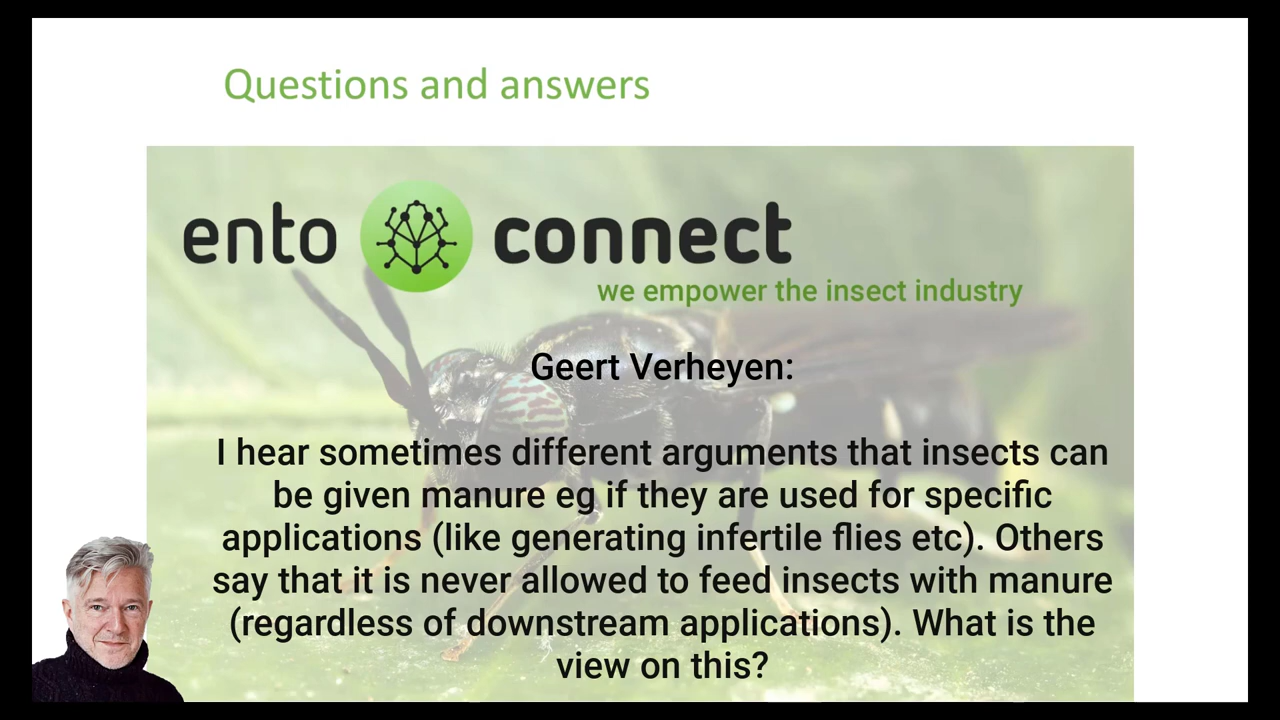 Questions and answers
ento connect
we empower the insect industry
Geert Verheyen:
I hear sometimes different arguments that insects can
be given manure eg if they are used for specific
applications (like generating infertile flies etc). Others
say that it is never allowed to feed insects with manure
(regardless of downstream applications). What is the
view on this?